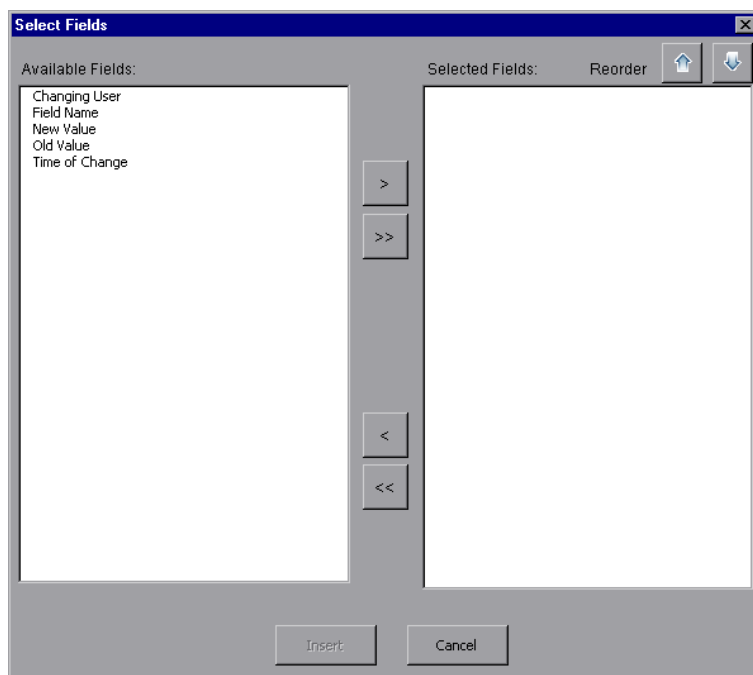 Select Fields
Available Fields:
Selected Fields: Reorder
Changing User
Field Name
New Value
Old Value
Time of Change
>
>>
<
<<
Insert Cancel